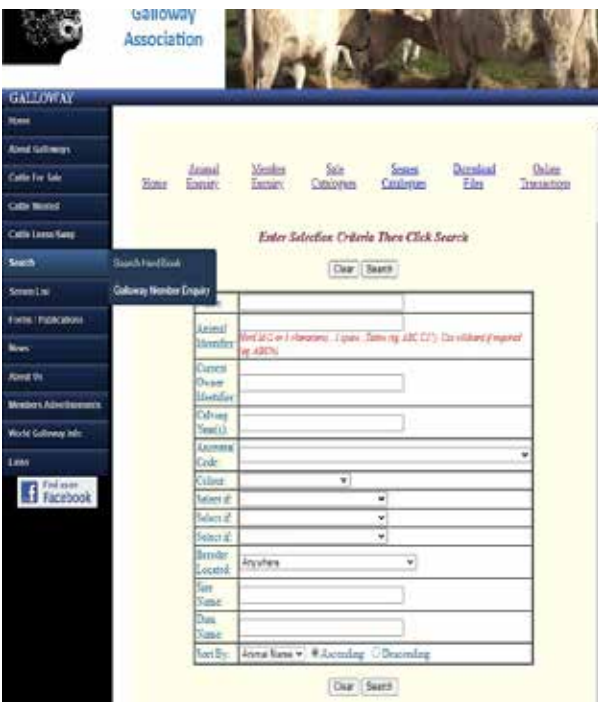 Galloway
Association
GALLOWAY
Home
About Galloways
Cattle For Sale
Cattle Wanted
Cattle Lease/Swap
Search
Search Herd Book
Galloway Member Enquiry
Semen List
Forms / Publications
News
About Us
Members Advertisements
World Galloway Info
Links
Find us on
Facebook
Home
Animal Enquiry
Member Enquiry
Sale Catalogues
Semen Catalogues
Download Files
Online Transactions
Enter Selection Criteria Then Click Search
Clear Search
Animal
Identifier:
Current
Owner
Identifier:
Calving
Year(s):
Ancestral
Code:
Colour:
Select if:
Select if:
Select if:
Breeder
Located: Anywhere
Sire
Name:
Dam
Name:
Sort By: Animal Name Ascending Descending
Clear Search